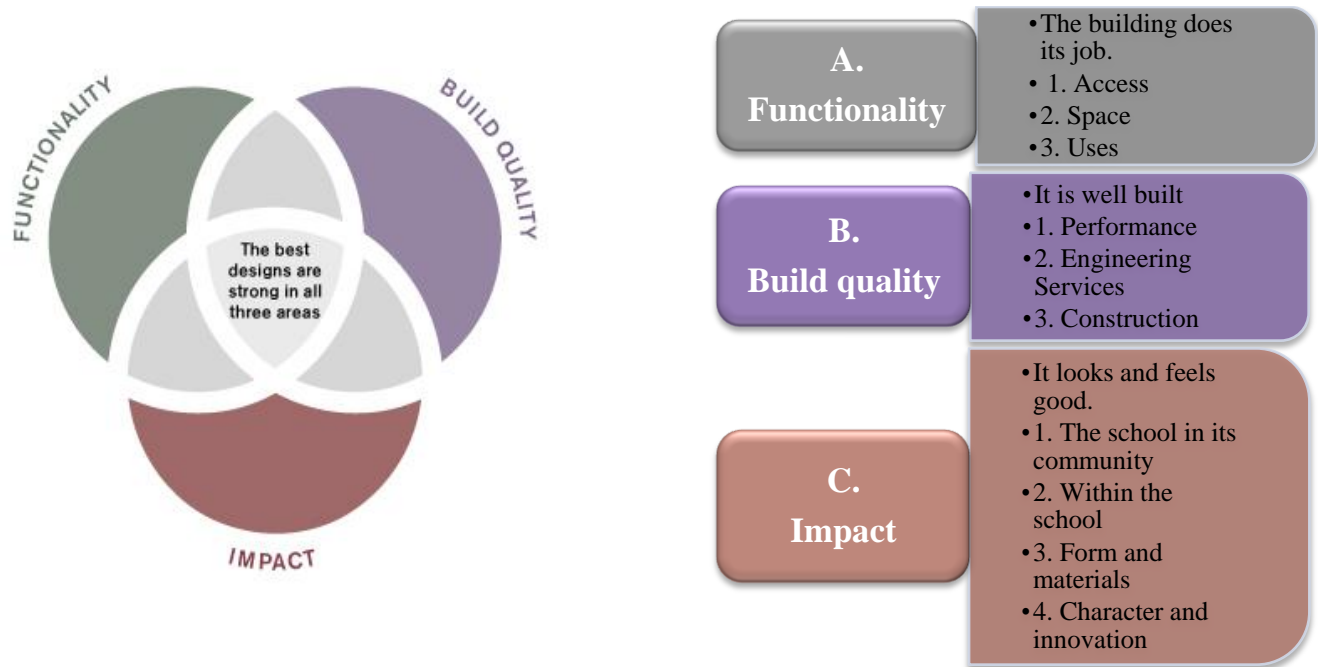 FUNCTIONALITY
BUILD QUALITY
The best
designs are
strong in all
three areas
IMPACT
A.
Functionality
•The building does
its job.
• 1. Access
•2. Space
•3. Uses
B.
Build quality
•It is well built
•1. Performance
•2. Engineering
Services
•3. Construction
C.
Impact
•It looks and feels
good.
•1. The school in its
community
•2. Within the
school
•3. Form and
materials
•4. Character and
innovation